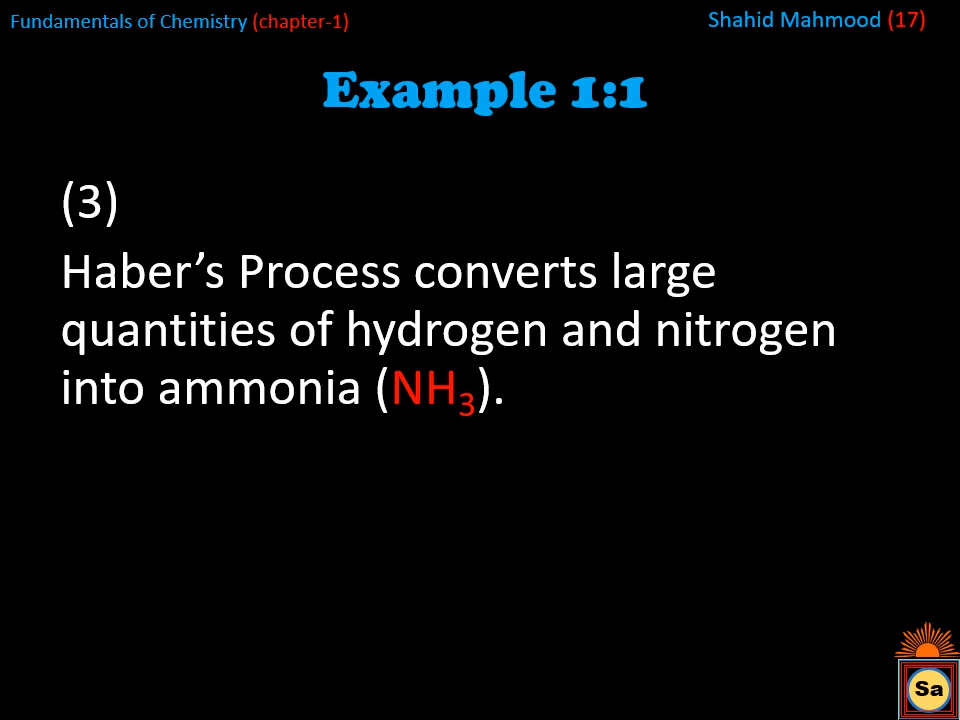 Fundamentals of Chemistry (chapter-1)
Shahid Mahmood (17)
Example 1:1
(3)
Haber’s Process converts large
quantities of hydrogen and nitrogen
into ammonia (NH₃).
Sa